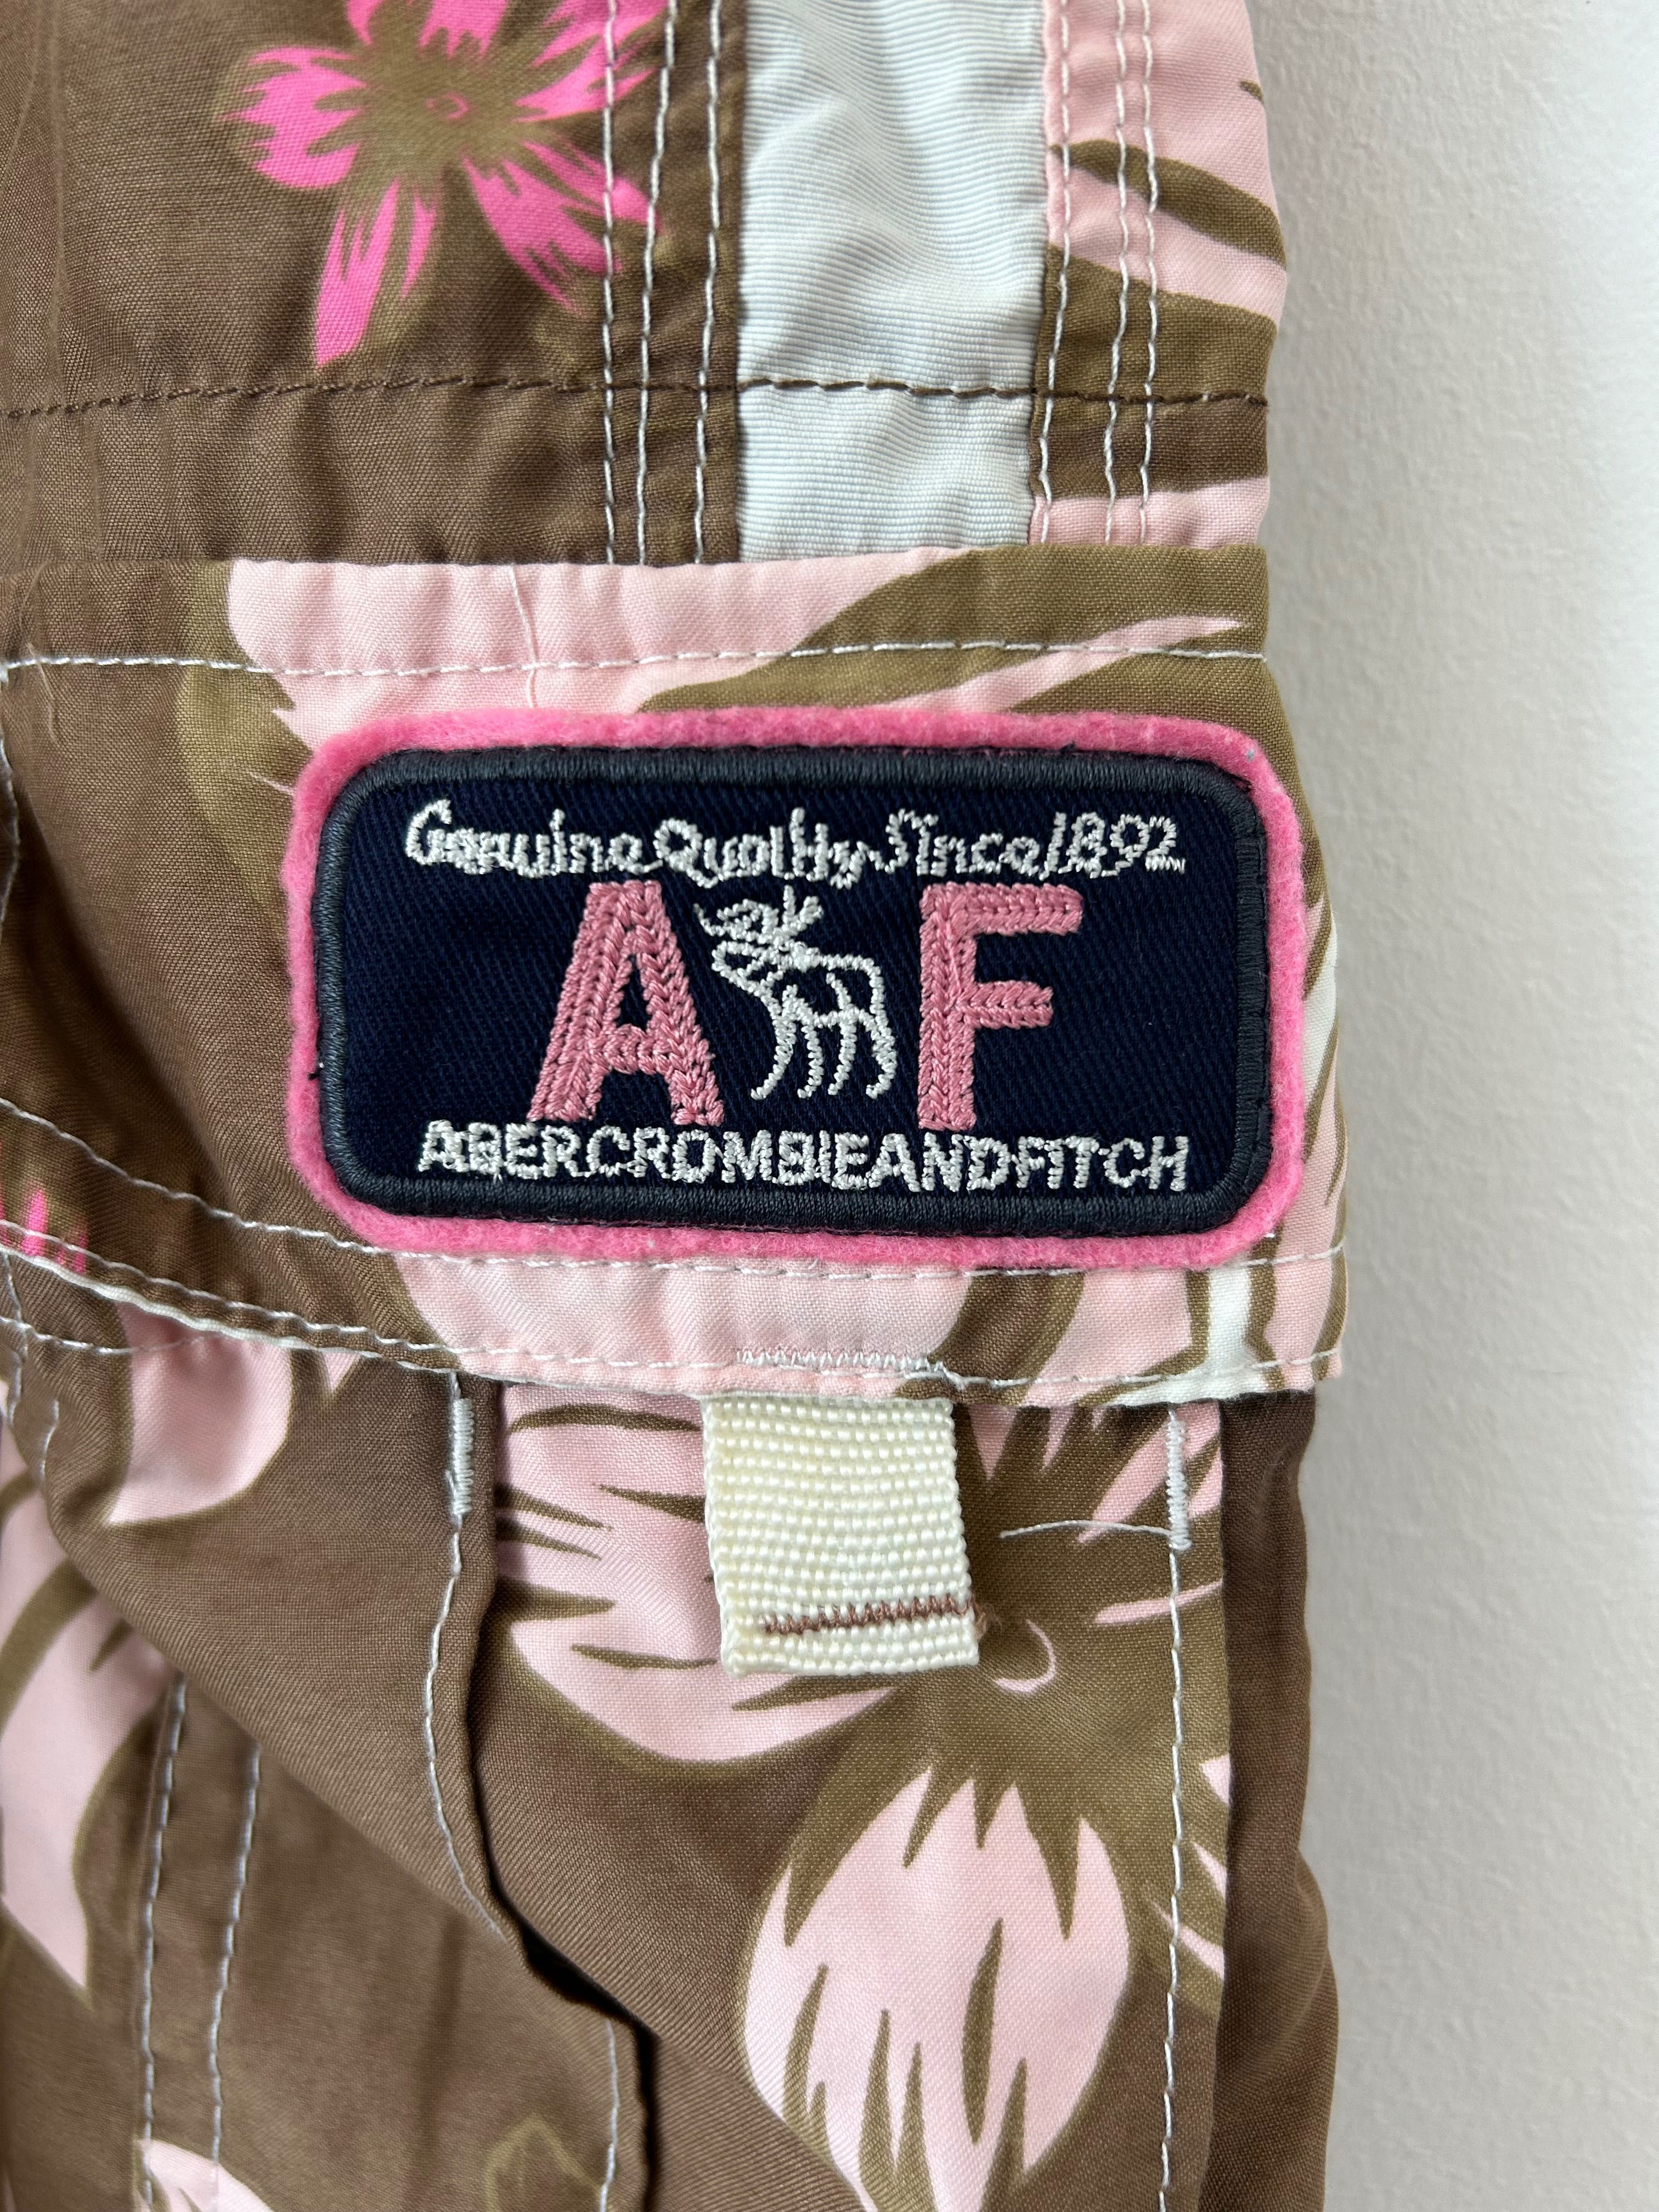 Genuine Quality Since 1892
A F
ABERCROMBIEANDFITCH